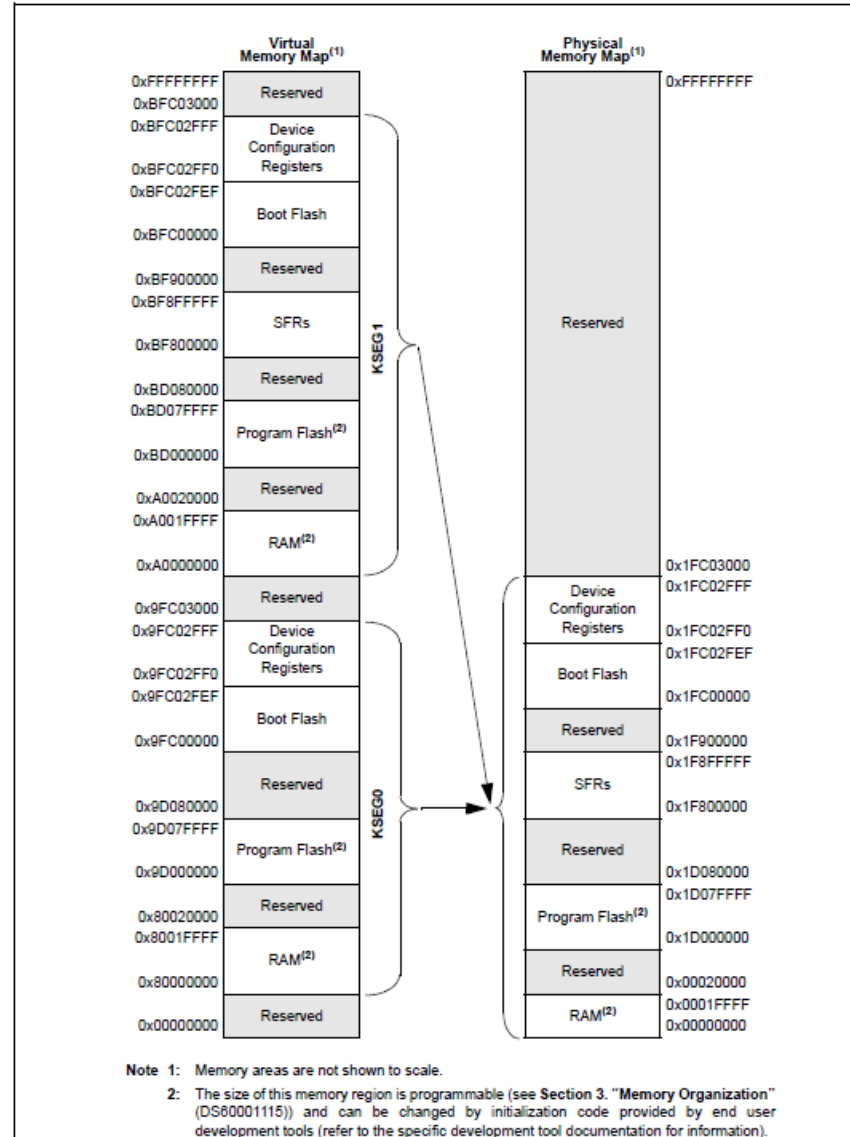 Virtual
Memory Map(1)
0xFFFFFFFF
Reserved
0xBFC03000
0xBFC02FFF
Device
Configuration
Registers
0xBFC02FF0
0xBFC02FEF
Boot Flash
0xBFC00000
Reserved
0xBF900000
0xBF8FFFFF
SFRs
0xBF800000
Reserved
0xBD080000
0xBD07FFFF
Program Flash(2)
0xBD000000
Reserved
0xA0020000
0xA001FFFF
RAM(2)
0xA0000000
Reserved
0x9FC03000
0x9FC02FFF
Device
Configuration
Registers
0x9FC02FF0
0x9FC02FEF
Boot Flash
0x9FC00000
Reserved
0x9D080000
0x9D07FFFF
Program Flash(2)
0x9D000000
Reserved
0x80020000
0x8001FFFF
RAM(2)
0x80000000
Reserved
0x00000000
KSEG1
KSEG0
Physical
Memory Map(1)
0xFFFFFFFF
Reserved
0x1FC03000
0x1FC02FFF
Device
Configuration
Registers
0x1FC02FF0
0x1FC02FEF
Boot Flash
0x1FC00000
Reserved
0x1F900000
0x1F8FFFFF
SFRs
0x1F800000
Reserved
0x1D080000
0x1D07FFFF
Program Flash(2)
0x1D000000
Reserved
0x00020000
0x0001FFFF
RAM(2)
0x00000000
Note 1: Memory areas are not shown to scale.
2: The size of this memory region is programmable (see Section 3. "Memory Organization"
(DS60001115)) and can be changed by initialization code provided by end user
development tools (refer to the specific development tool documentation for information).